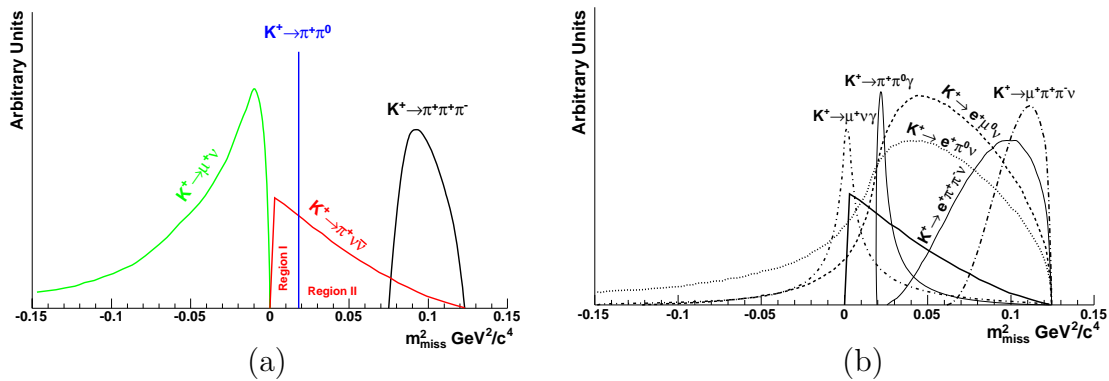 Arbitrary Units
K⁺→π⁺π⁰
K⁺→π⁺π⁺π⁻
K⁺→μ⁺ν
K⁺→π⁺νν̄
Region I
Region II
-0.15 -0.1 -0.05 0 0.05 0.1 0.15
m²miss GeV²/c⁴
(a)
Arbitrary Units
K⁺→π⁺π⁰γ
K⁺→μ⁺π⁺π⁻ν
K⁺→μ⁺νγ
K⁺→e⁺μ⁰ν
K⁺→e⁺π⁰ν
K⁺→e⁺π⁺π⁻ν
-0.15 -0.1 -0.05 0 0.05 0.1 0.15
m²miss GeV²/c⁴
(b)